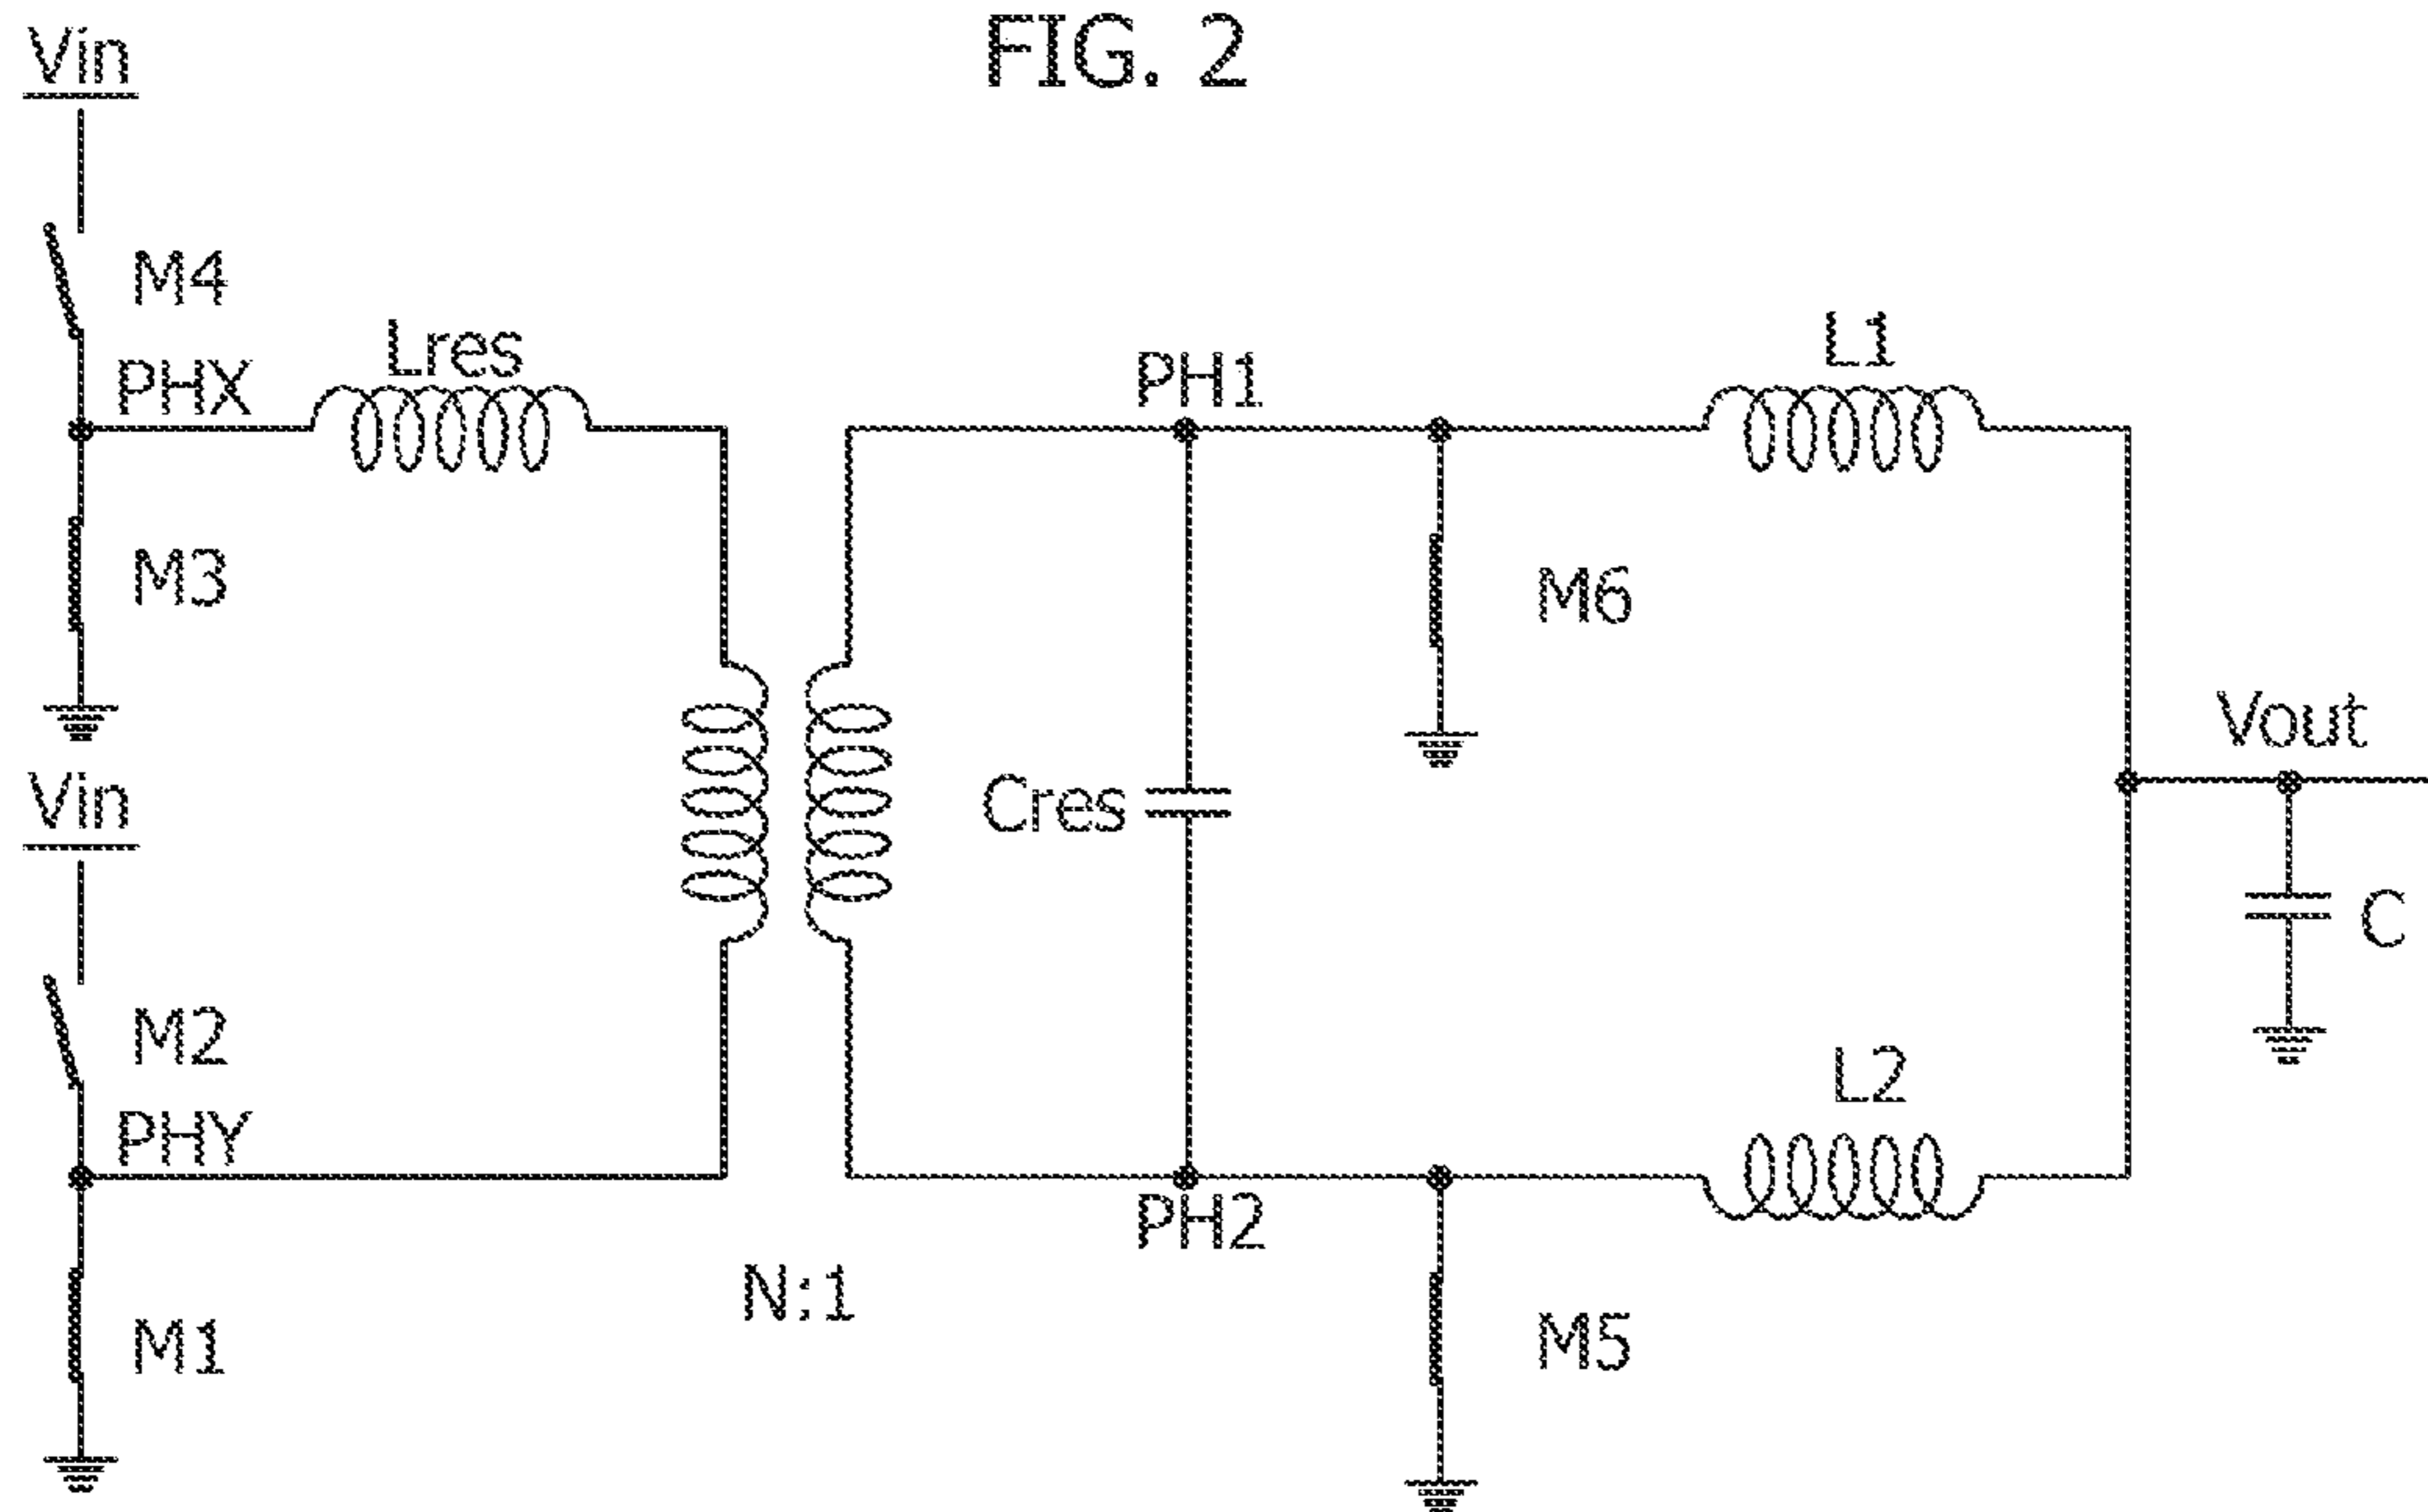 FIG. 2
Vin
M4
PHX
Lres
PH1
L1
M3
M6
Vin
Cres
Vout
C
M2
PHY
L2
PH2
N:1
M1
M5